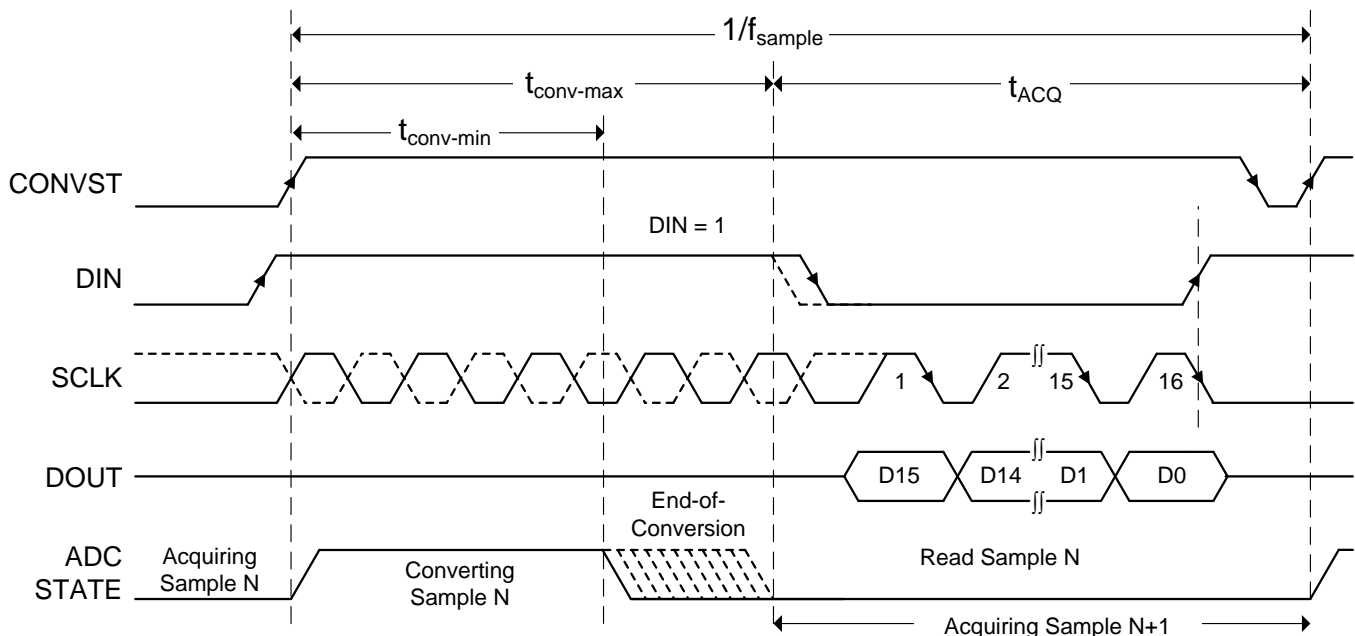 1/fsample
tconv-max
tACQ
tconv-min
CONVST
DIN = 1
DIN
SCLK
1
2
15
16
DOUT
D15
D14
D1
D0
End-of-
Conversion
ADC
STATE
Acquiring
Sample N
Converting
Sample N
Read Sample N
Acquiring Sample N+1